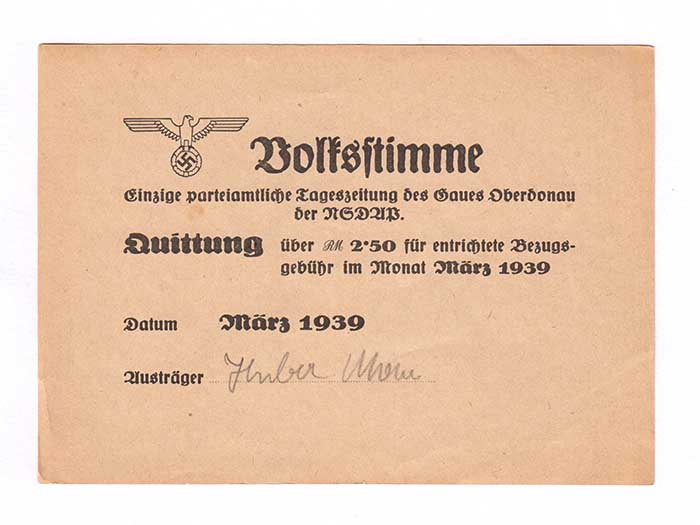 Volksstimme
Einzige parteiamtliche Tageszeitung des Gaues Oberdonau
der NSDAP.
Quittung über RM 2·50 für entrichtete Bezugs-
gebühr im Monat März 1939
Datum März 1939
Austräger Huber